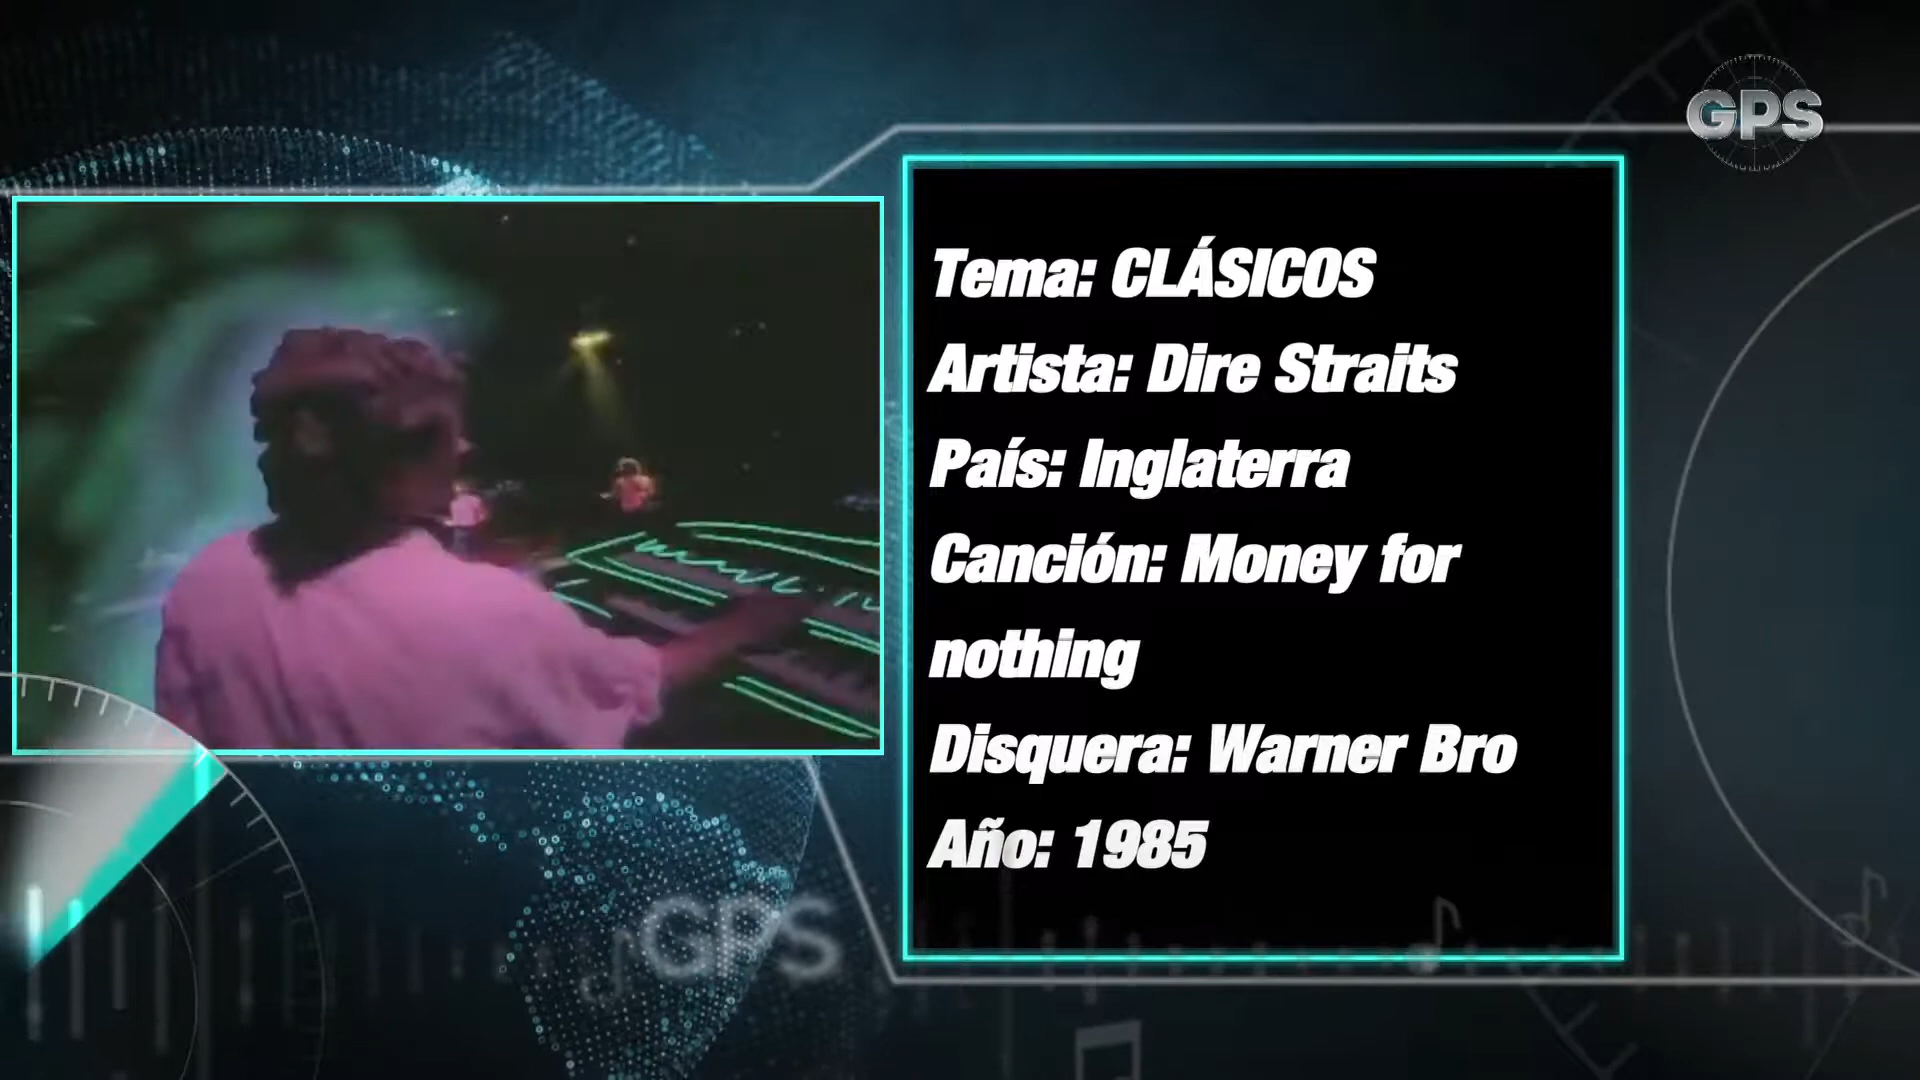 GPS
Tema: CLÁSICOS
Artista: Dire Straits
País: Inglaterra
Canción: Money for
nothing
Disquera: Warner Bro
Año: 1985
GPS